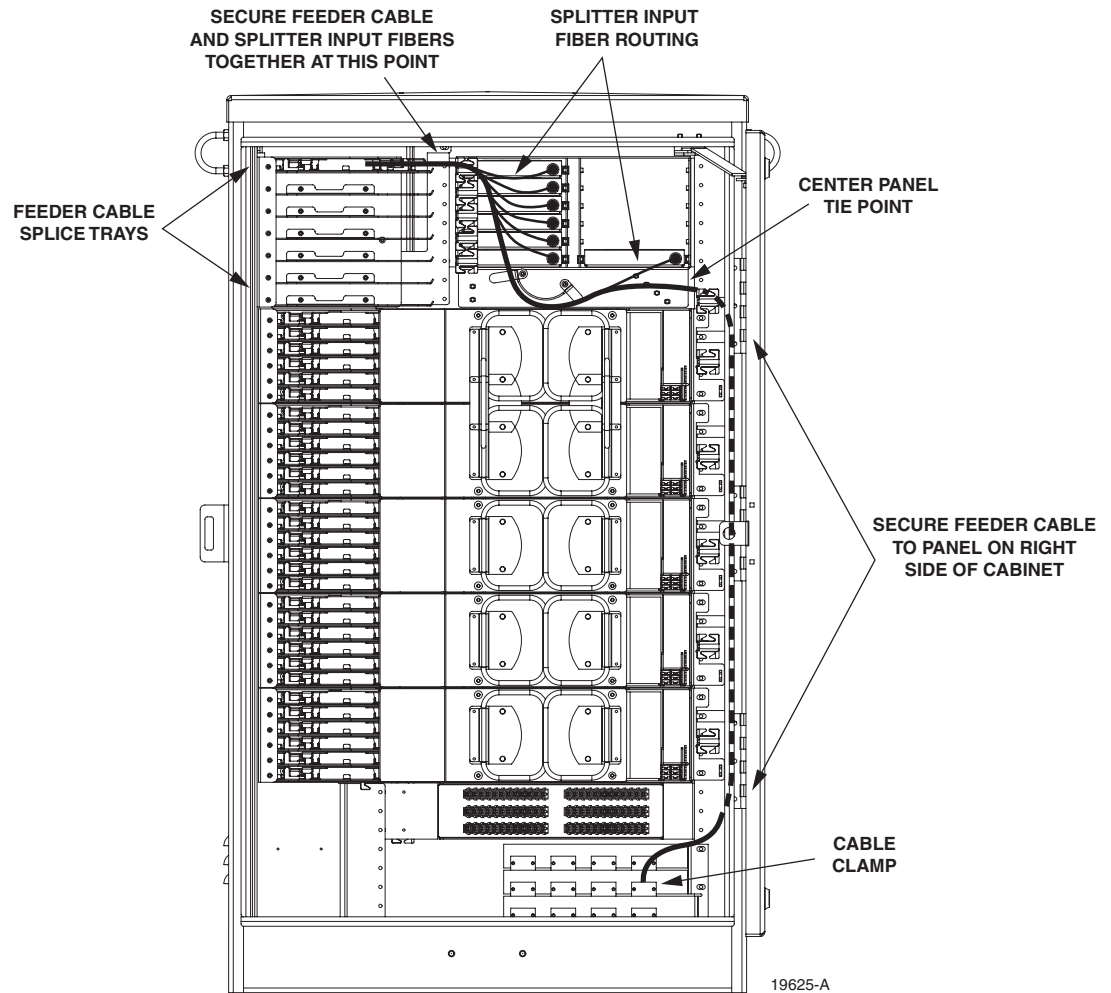 SECURE FEEDER CABLE
AND SPLITTER INPUT FIBERS
TOGETHER AT THIS POINT
SPLITTER INPUT
FIBER ROUTING
CENTER PANEL
TIE POINT
FEEDER CABLE
SPLICE TRAYS
SECURE FEEDER CABLE
TO PANEL ON RIGHT
SIDE OF CABINET
CABLE
CLAMP
19625-A